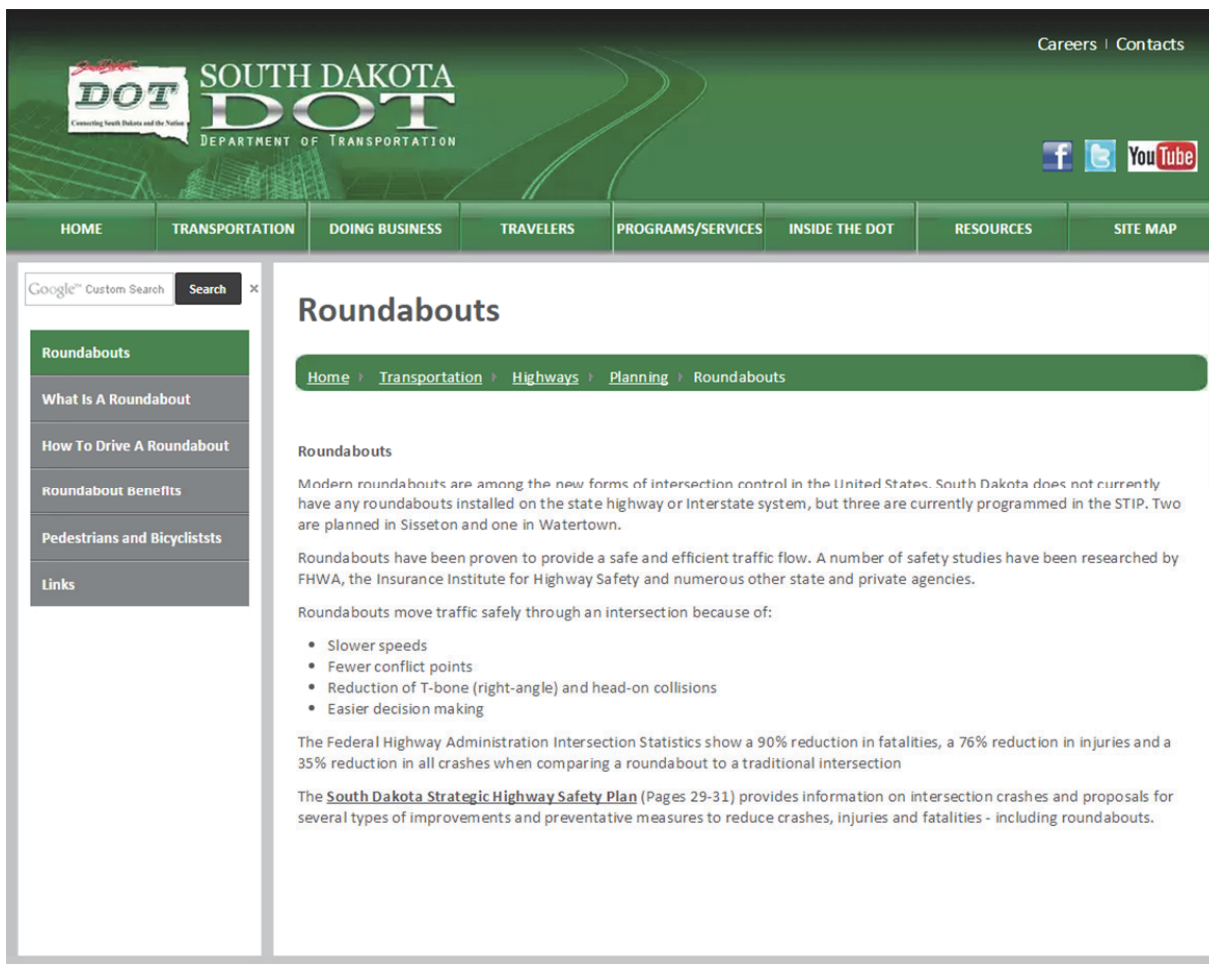 Careers | Contacts
South Dakota
DOT
Connecting South Dakota and the Nation
SOUTH DAKOTA
DOT
DEPARTMENT OF TRANSPORTATION
f
YouTube
HOME TRANSPORTATION DOING BUSINESS TRAVELERS PROGRAMS/SERVICES INSIDE THE DOT RESOURCES SITE MAP
Google™ Custom Search Search ×
Roundabouts
What Is A Roundabout
How To Drive A Roundabout
Roundabout Benefits
Pedestrians and Bicycliststs
Links
Roundabouts
Home Transportation Highways Planning Roundabouts
Roundabouts
Modern roundabouts are among the new forms of intersection control in the United States. South Dakota does not currently
have any roundabouts installed on the state highway or Interstate system, but three are currently programmed in the STIP. Two
are planned in Sisseton and one in Watertown.
Roundabouts have been proven to provide a safe and efficient traffic flow. A number of safety studies have been researched by
FHWA, the Insurance Institute for Highway Safety and numerous other state and private agencies.
Roundabouts move traffic safely through an intersection because of:
• Slower speeds
• Fewer conflict points
• Reduction of T-bone (right-angle) and head-on collisions
• Easier decision making
The Federal Highway Administration Intersection Statistics show a 90% reduction in fatalities, a 76% reduction in injuries and a
35% reduction in all crashes when comparing a roundabout to a traditional intersection
The South Dakota Strategic Highway Safety Plan (Pages 29-31) provides information on intersection crashes and proposals for
several types of improvements and preventative measures to reduce crashes, injuries and fatalities - including roundabouts.